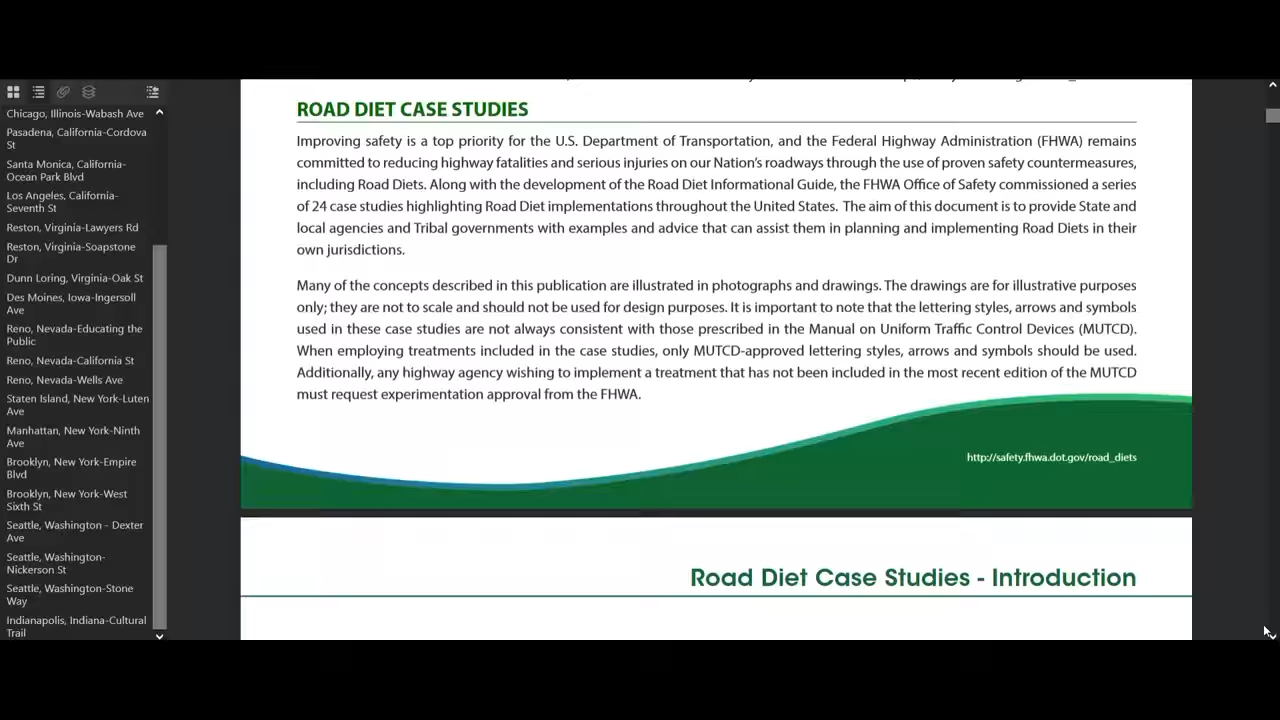 Chicago, Illinois-Wabash Ave
Pasadena, California-Cordova
St
Santa Monica, California-
Ocean Park Blvd
Los Angeles, California-
Seventh St
Reston, Virginia-Lawyers Rd
Reston, Virginia-Soapstone
Dr
Dunn Loring, Virginia-Oak St
Des Moines, Iowa-Ingersoll
Ave
Reno, Nevada-Educating the
Public
Reno, Nevada-California St
Reno, Nevada-Wells Ave
Staten Island, New York-Luten
Ave
Manhattan, New York-Ninth
Ave
Brooklyn, New York-Empire
Blvd
Brooklyn, New York-West
Sixth St
Seattle, Washington - Dexter
Ave
Seattle, Washington-
Nickerson St
Seattle, Washington-Stone
Way
Indianapolis, Indiana-Cultural
Trail
ROAD DIET CASE STUDIES
Improving safety is a top priority for the U.S. Department of Transportation, and the Federal Highway Administration (FHWA) remains
committed to reducing highway fatalities and serious injuries on our Nation's roadways through the use of proven safety countermeasures,
including Road Diets. Along with the development of the Road Diet Informational Guide, the FHWA Office of Safety commissioned a series
of 24 case studies highlighting Road Diet implementations throughout the United States. The aim of this document is to provide State and
local agencies and Tribal governments with examples and advice that can assist them in planning and implementing Road Diets in their
own jurisdictions.
Many of the concepts described in this publication are illustrated in photographs and drawings. The drawings are for illustrative purposes
only; they are not to scale and should not be used for design purposes. It is important to note that the lettering styles, arrows and symbols
used in these case studies are not always consistent with those prescribed in the Manual on Uniform Traffic Control Devices (MUTCD).
When employing treatments included in the case studies, only MUTCD-approved lettering styles, arrows and symbols should be used.
Additionally, any highway agency wishing to implement a treatment that has not been included in the most recent edition of the MUTCD
must request experimentation approval from the FHWA.
http://safety.fhwa.dot.gov/road_diets
Road Diet Case Studies - Introduction